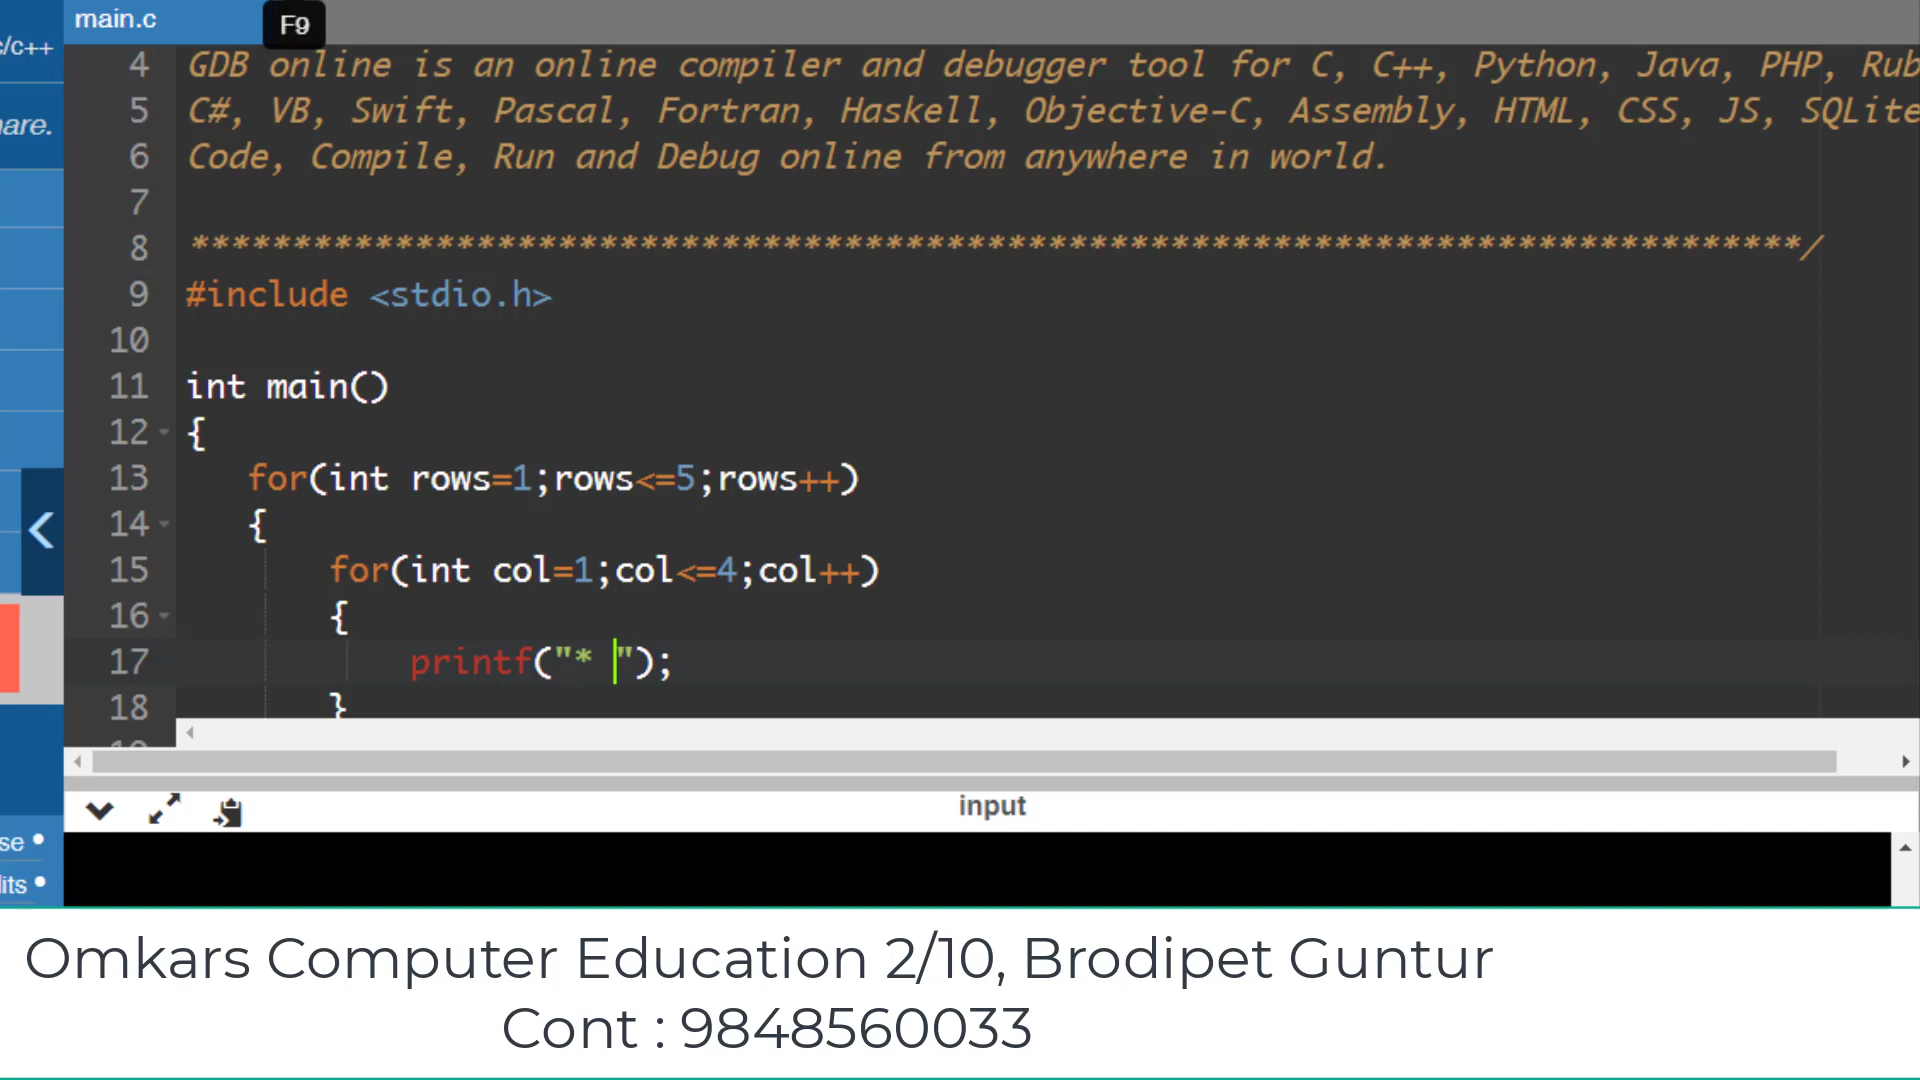 main.c
F9
c/c++
4 GDB online is an online compiler and debugger tool for C, C++, Python, Java, PHP, Rub
5 C#, VB, Swift, Pascal, Fortran, Haskell, Objective-C, Assembly, HTML, CSS, JS, SQLite
are.
6 Code, Compile, Run and Debug online from anywhere in world.
7
8 *******************************************************************************/
9 #include <stdio.h>
10
11 int main()
12 {
13 for(int rows=1;rows<=5;rows++)
14 {
15 for(int col=1;col<=4;col++)
16 {
17 printf("* ");
18 }
input
se •
its •
Omkars Computer Education 2/10, Brodipet Guntur
Cont : 9848560033